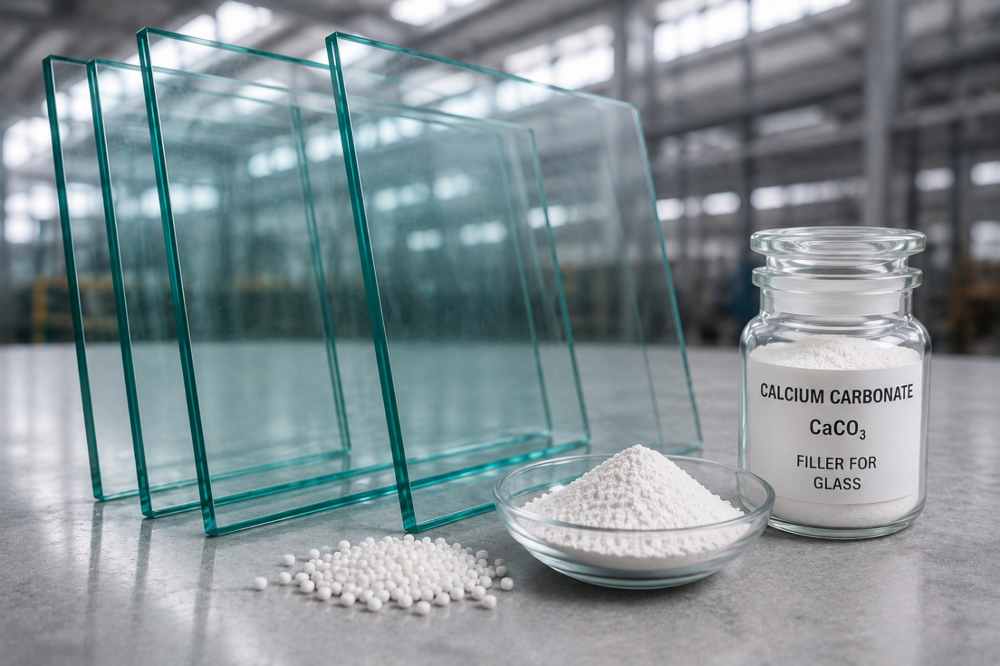 CALCIUM CARBONATE
CaCO₃
FILLER FOR
GLASS